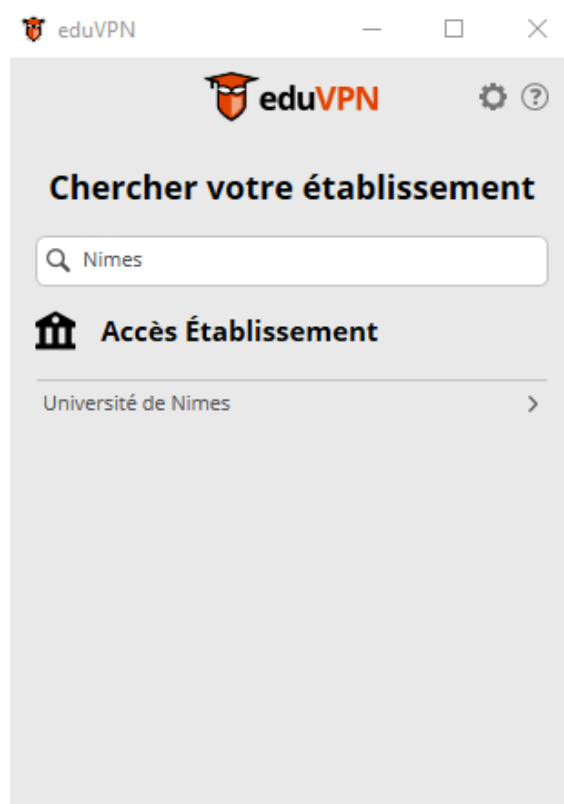 eduVPN
eduVPN
Chercher votre établissement
Nimes
Accès Établissement
Université de Nimes